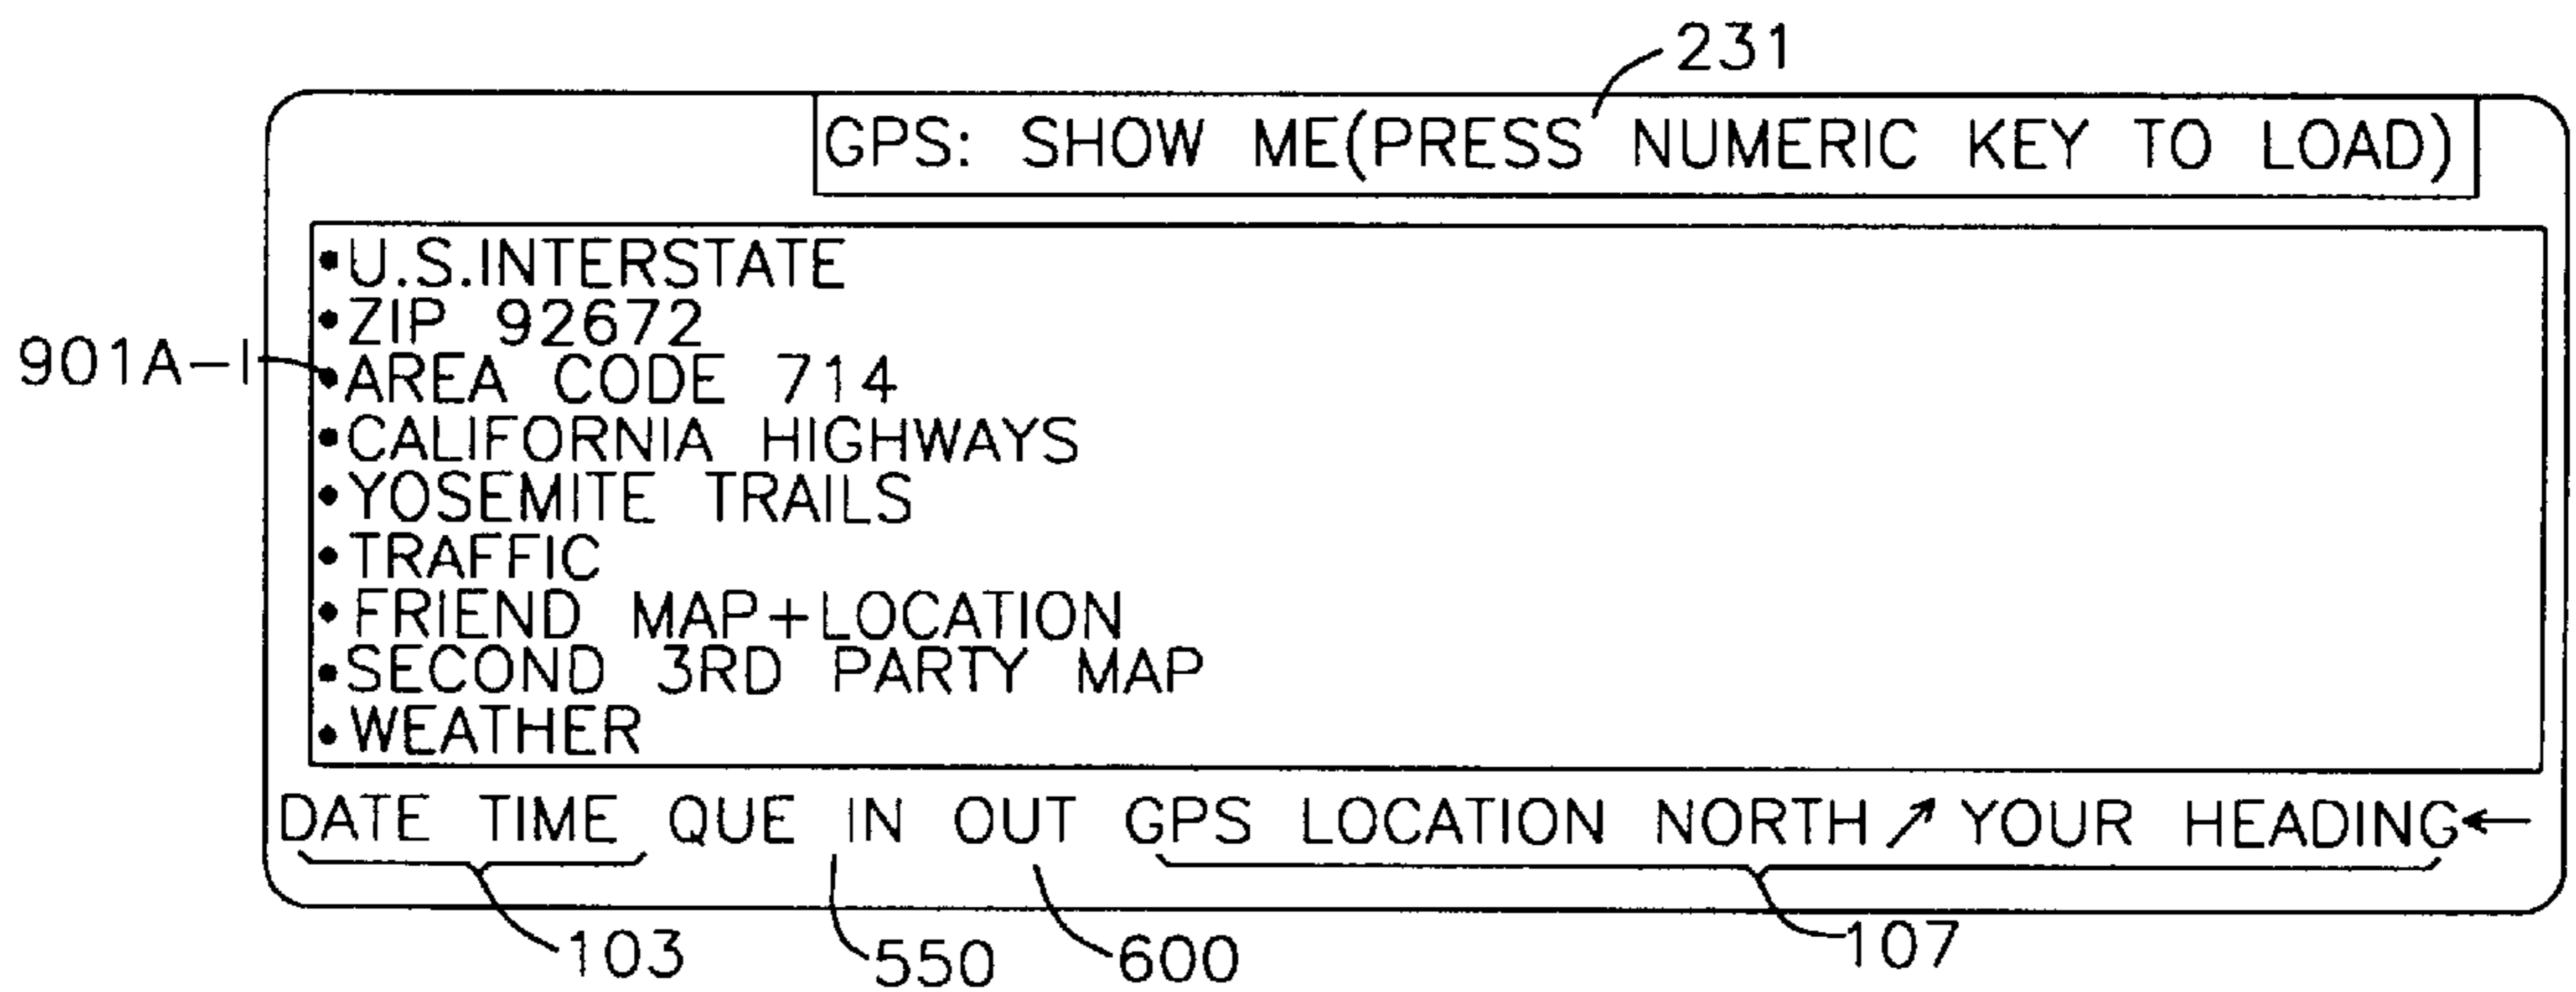 231
GPS: SHOW ME(PRESS NUMERIC KEY TO LOAD)
•U.S.INTERSTATE
•ZIP 92672
901A-I
•AREA CODE 714
•CALIFORNIA HIGHWAYS
•YOSEMITE TRAILS
•TRAFFIC
•FRIEND MAP+LOCATION
•SECOND 3RD PARTY MAP
•WEATHER
DATE TIME QUE IN OUT GPS LOCATION NORTH↗YOUR HEADING←
103 550 600 107